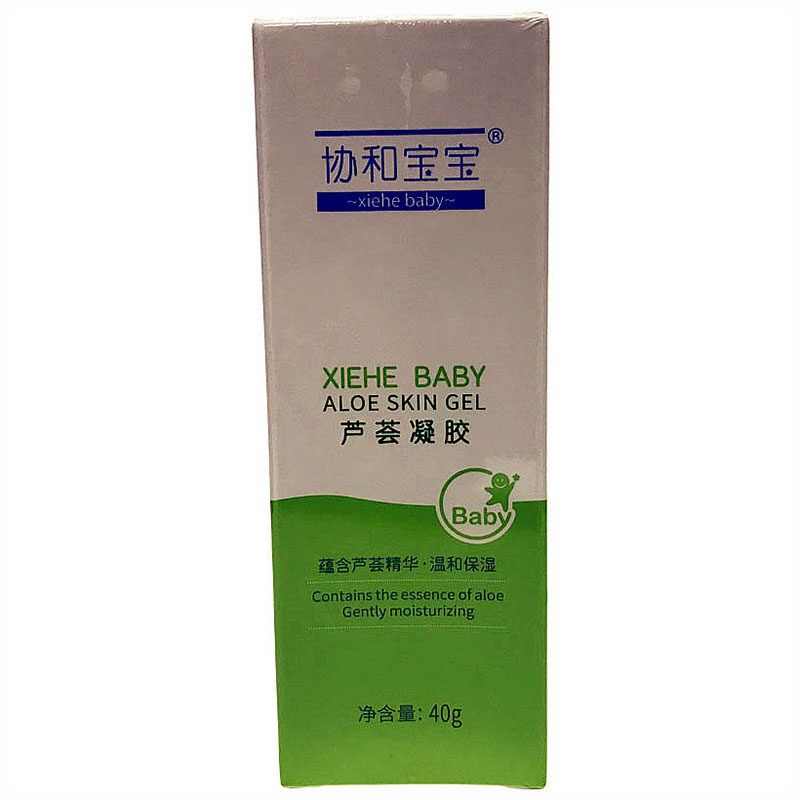 协和宝宝®
~xiehe baby~
XIEHE BABY
ALOE SKIN GEL
芦荟凝胶
Baby
蕴含芦荟精华·温和保湿
Contains the essence of aloe
Gently moisturizing
净含量: 40g